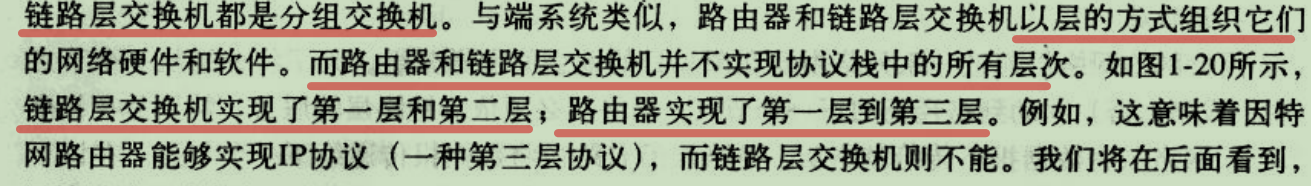 链路层交换机都是分组交换机。与端系统类似，路由器和链路层交换机以层的方式组织它们
的网络硬件和软件。而路由器和链路层交换机并不实现协议栈中的所有层次。如图1-20所示，
链路层交换机实现了第一层和第二层；路由器实现了第一层到第三层。例如，这意味着因特
网路由器能够实现IP协议（一种第三层协议），而链路层交换机则不能。我们将在后面看到，